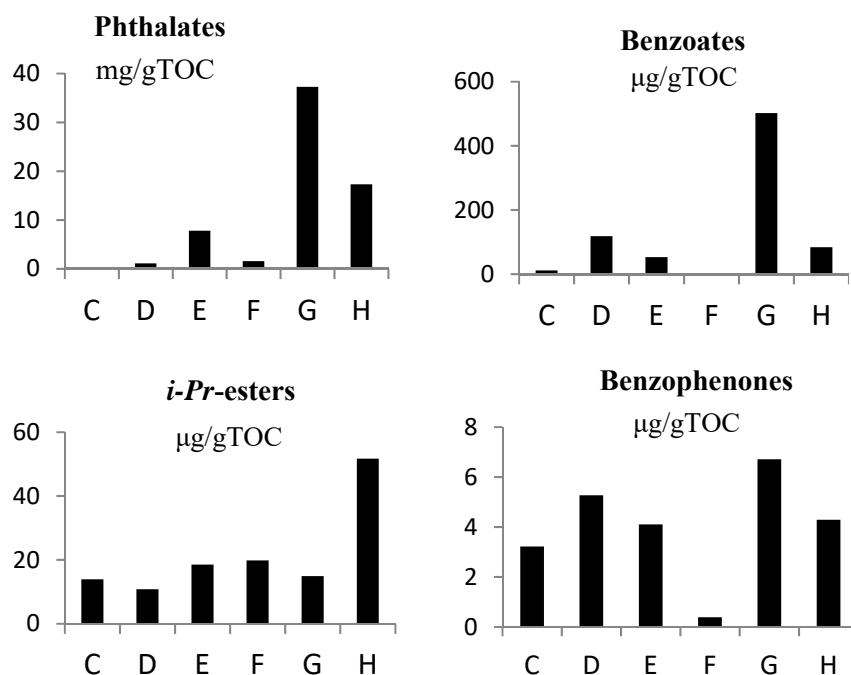 Phthalates
mg/gTOC
40
30
20
10
0
C D E F G H
Benzoates
μg/gTOC
600
400
200
0
C D E F G H
i-Pr-esters
μg/gTOC
60
40
20
0
C D E F G H
Benzophenones
μg/gTOC
8
6
4
2
0
C D E F G H